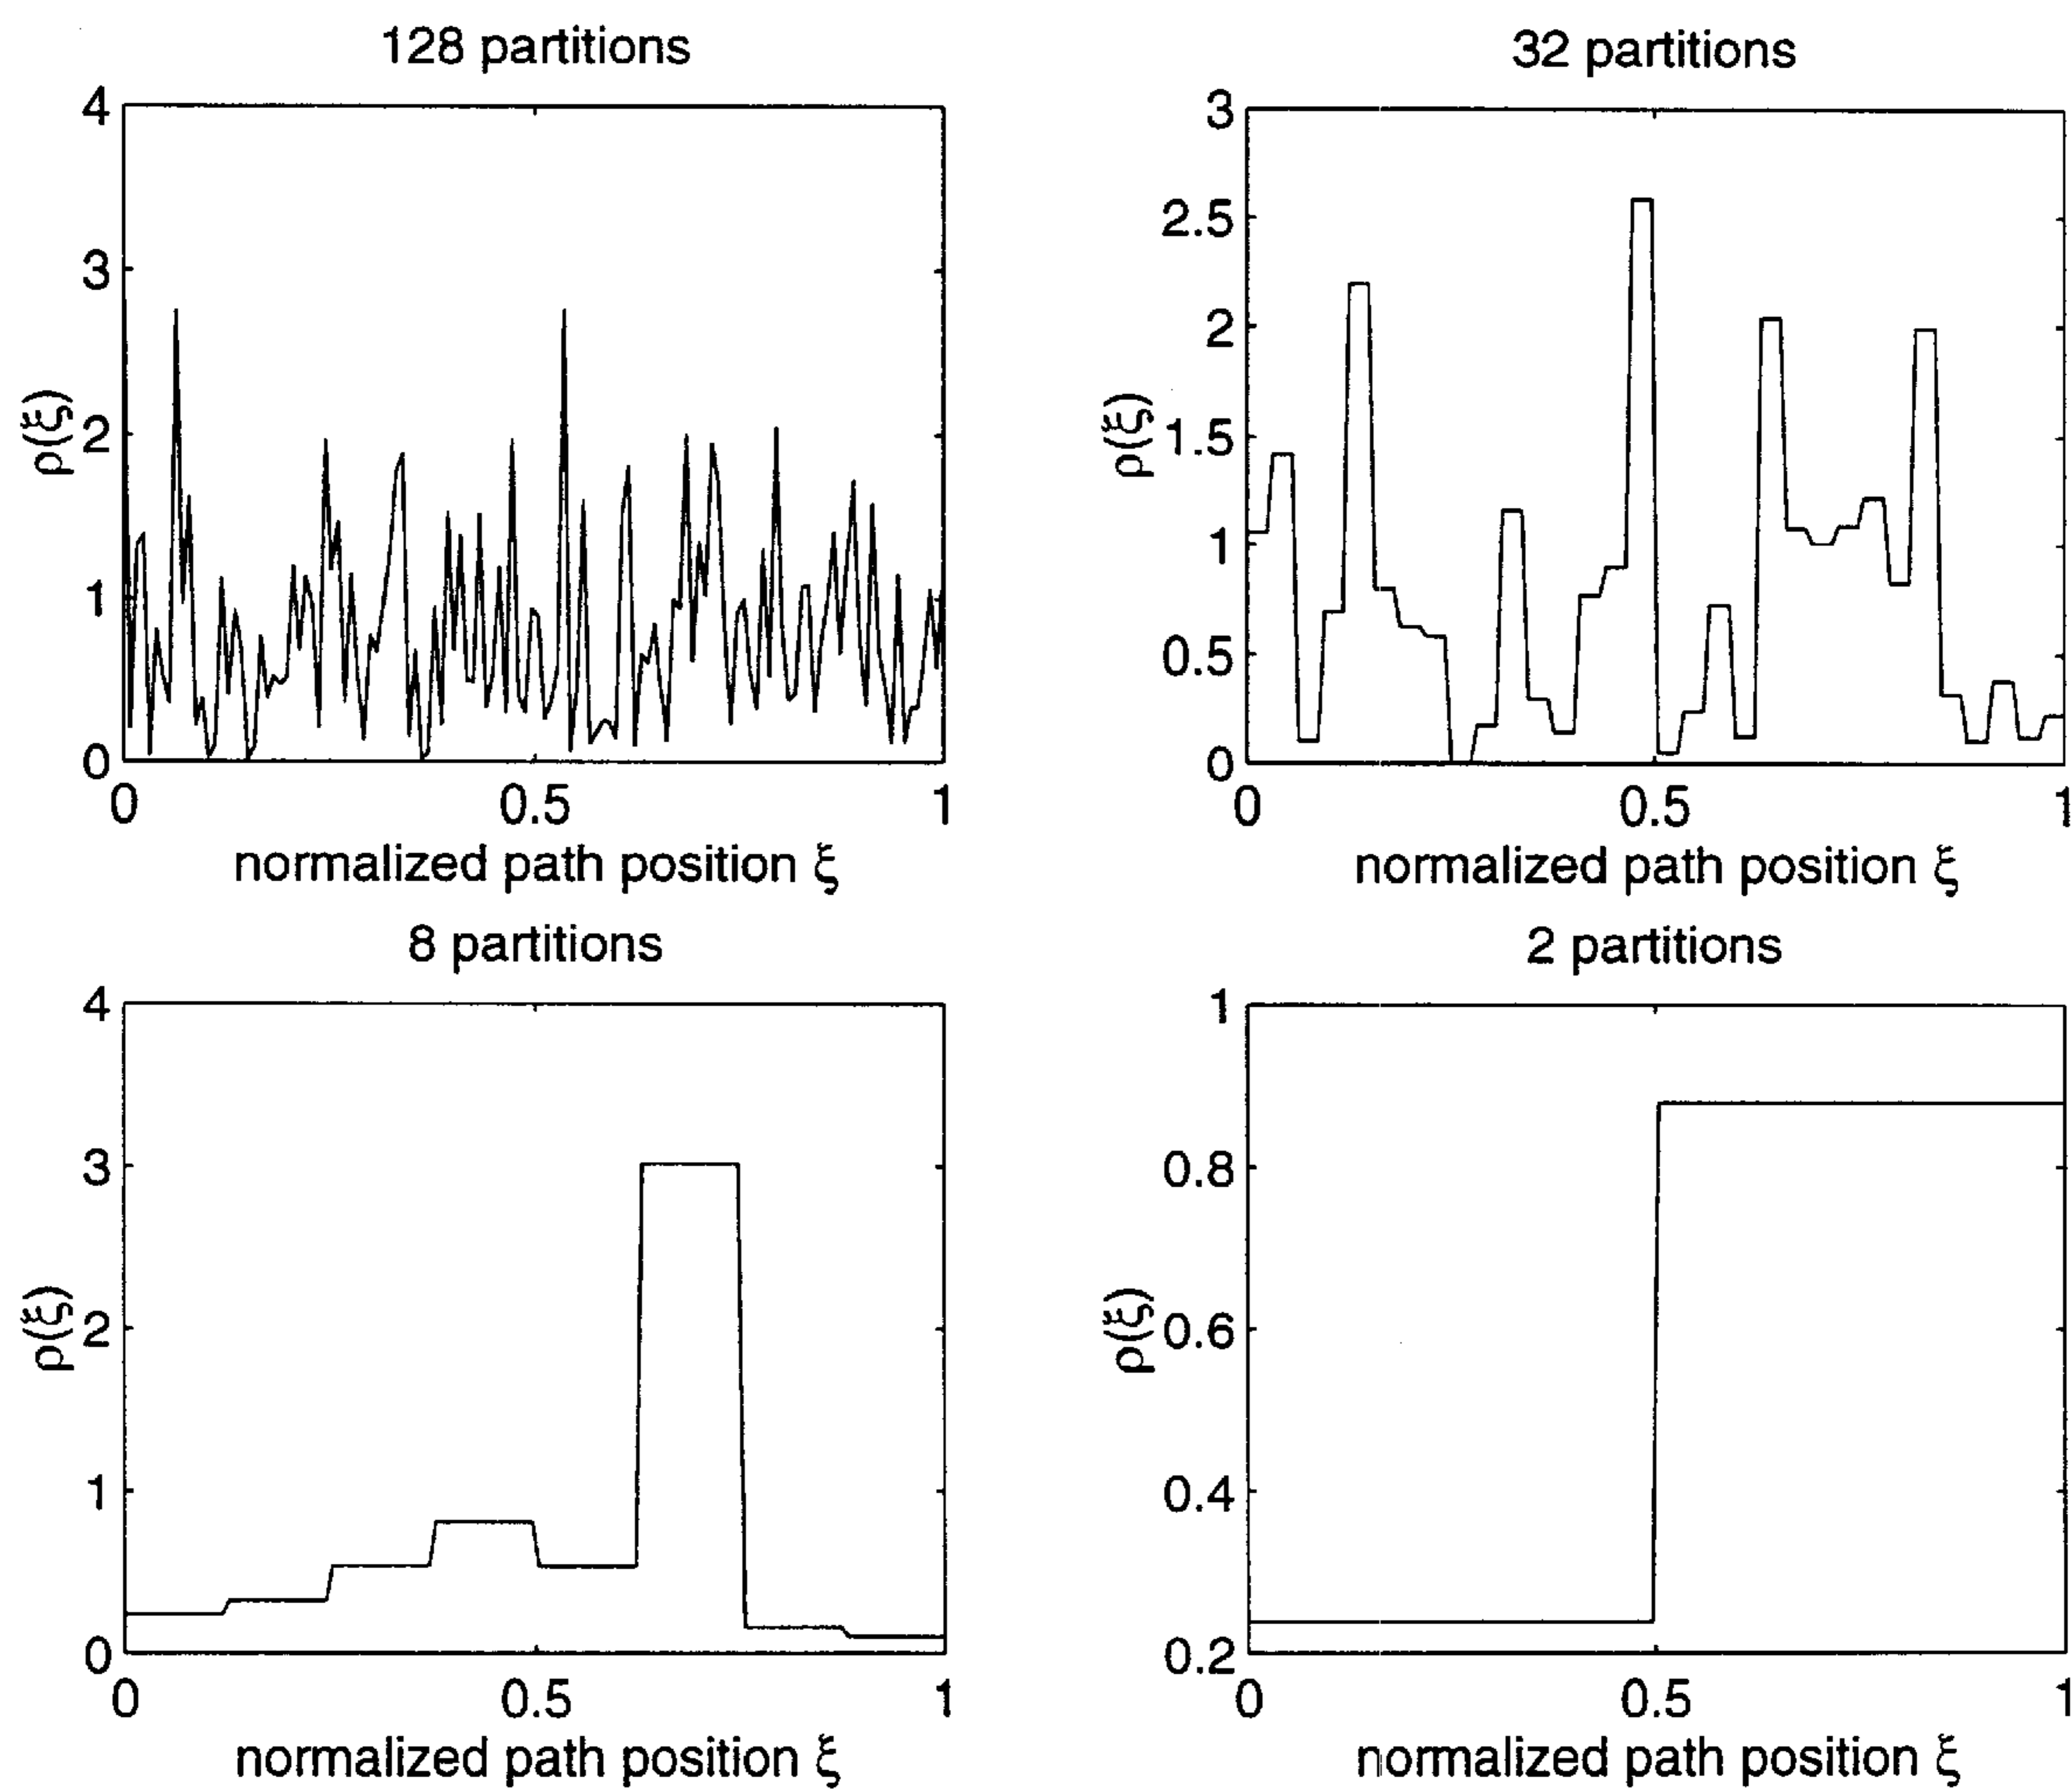 128 partitions
4
3
2
1
0
ρ(ξ)
0 0.5 1
normalized path position ξ
32 partitions
3
2.5
2
1.5
1
0.5
0
ρ(ξ)
0 0.5 1
normalized path position ξ
8 partitions
4
3
2
1
0
ρ(ξ)
0 0.5 1
normalized path position ξ
2 partitions
1
0.8
0.6
0.4
0.2
ρ(ξ)
0 0.5 1
normalized path position ξ